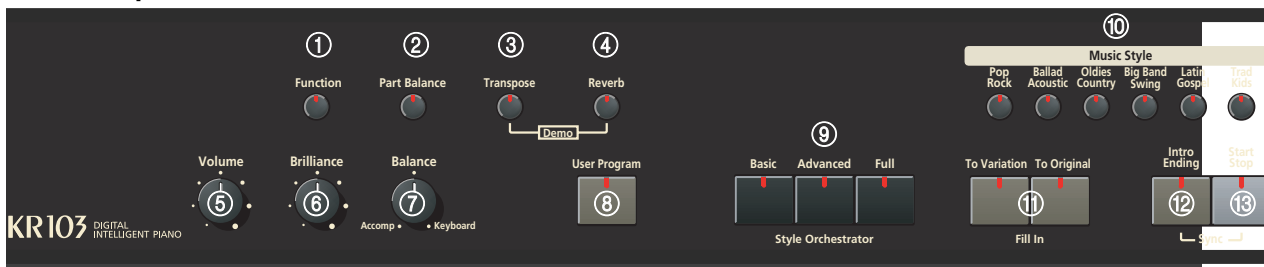 ① ② ③ ④ ⑩
Music Style
Function Part Balance Transpose Reverb
Pop Rock Ballad Acoustic Oldies Country Big Band Swing Latin Gospel Trad Kids
Demo
⑨
Volume Brilliance Balance User Program Basic Advanced Full To Variation To Original Intro Ending Start Stop
⑤ ⑥ ⑦ ⑧ ⑪ ⑫ ⑬
KR103 DIGITAL INTELLIGENT PIANO
Accomp Keyboard
Style Orchestrator Fill In Sync